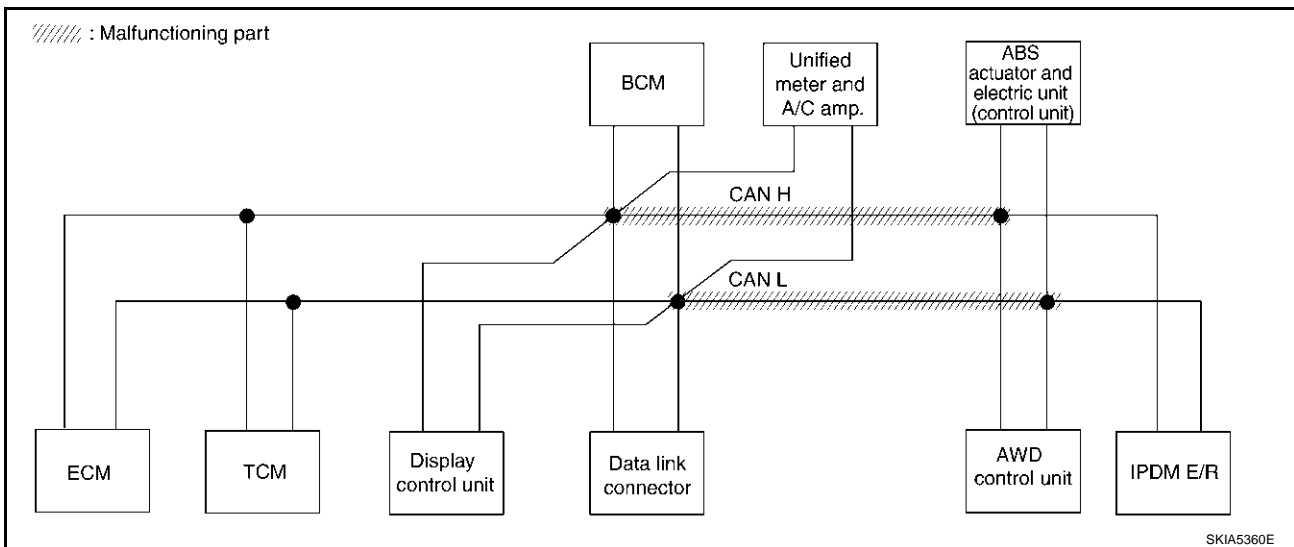 : Malfunctioning part
BCM
Unified
meter and
A/C amp.
ABS
actuator and
electric unit
(control unit)
CAN H
CAN L
ECM
TCM
Display
control unit
Data link
connector
AWD
control unit
IPDM E/R
SKIA5360E